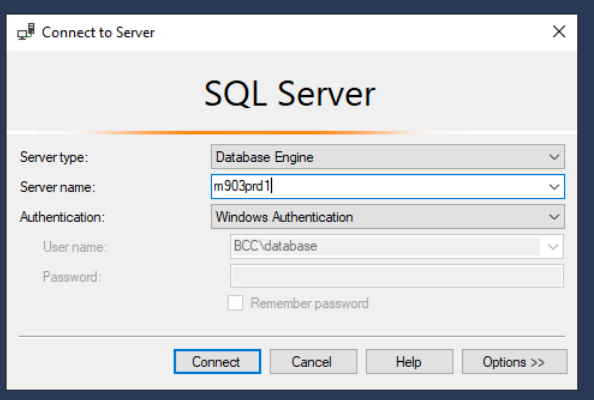 Connect to Server
SQL Server
Server type: Database Engine
Server name: m903prd1
Authentication: Windows Authentication
User name: BCC\database
Password:
Remember password
Connect Cancel Help Options >>